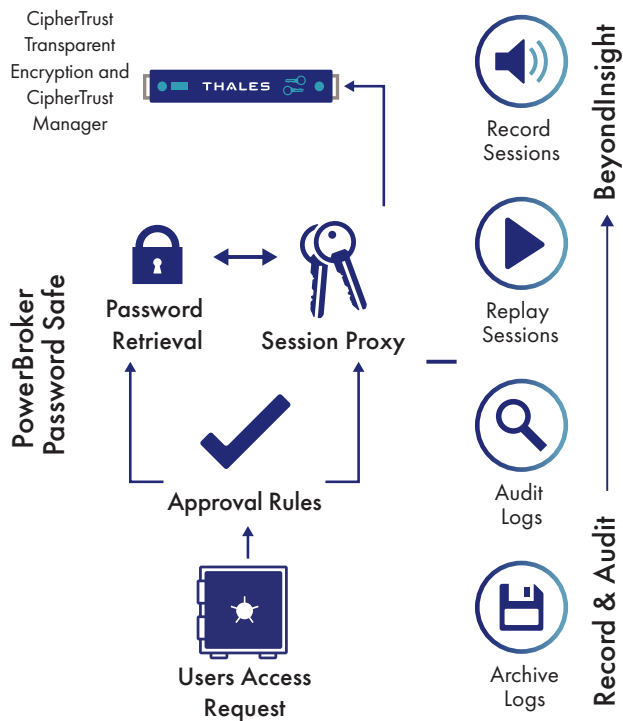 CipherTrust
Transparent
Encryption and
CipherTrust
Manager
THALES
PowerBroker
Password Safe
Password
Retrieval
Session Proxy
Approval Rules
Users Access
Request
Record
Sessions
Replay
Sessions
Audit
Logs
Archive
Logs
BeyondInsight
Record & Audit